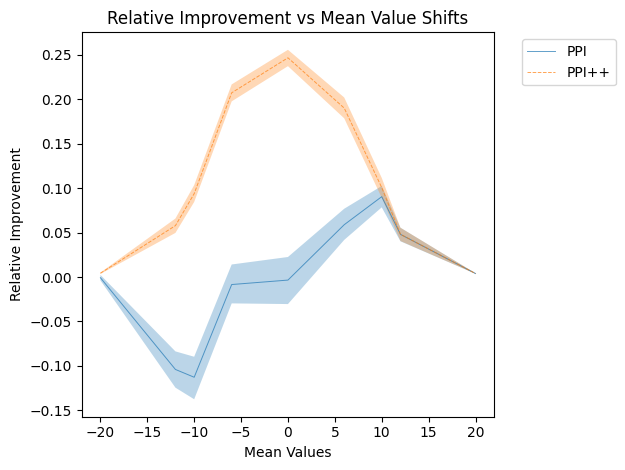 Relative Improvement vs Mean Value Shifts
PPI
PPI++
Relative Improvement
0.25
0.20
0.15
0.10
0.05
0.00
−0.05
−0.10
−0.15
−20 −15 −10 −5 0 5 10 15 20
Mean Values